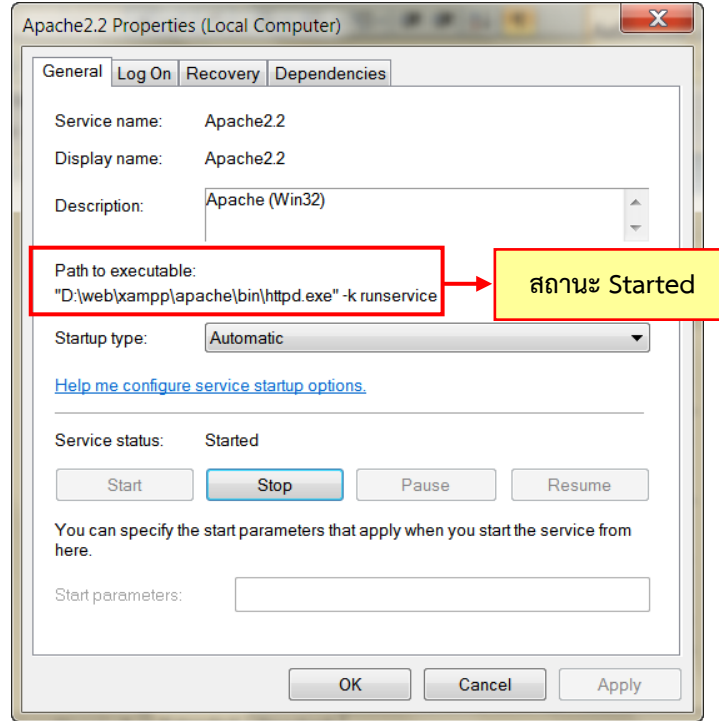 Apache2.2 Properties (Local Computer)
General Log On Recovery Dependencies
Service name: Apache2.2
Display name: Apache2.2
Description: Apache (Win32)
Path to executable:
"D:\web\xampp\apache\bin\httpd.exe" -k runservice
สถานะ Started
Startup type: Automatic
Help me configure service startup options.
Service status: Started
Start Stop Pause Resume
You can specify the start parameters that apply when you start the service from
here.
Start parameters:
OK Cancel Apply